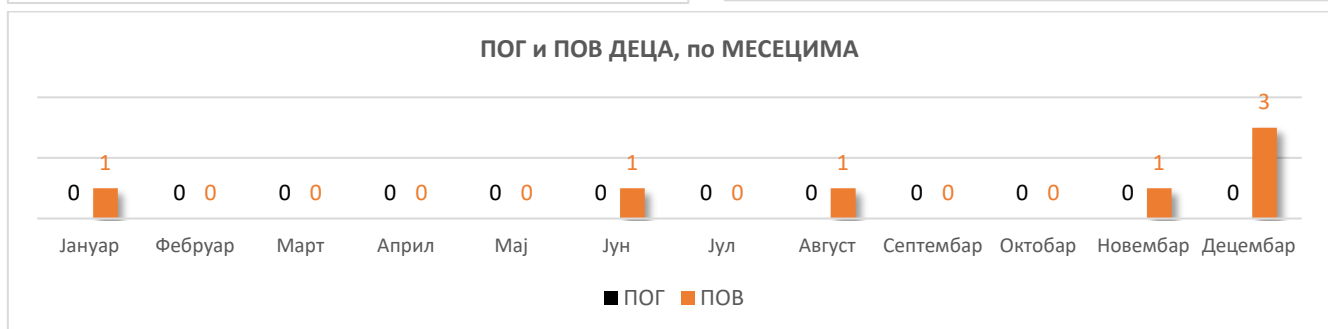 ПОГ и ПОВ ДЕЦА, по МЕСЕЦИМА
3
1 1 1 1
0 0 0 0 0 0 0 0 0 0 0 0 0 0 0 0 0 0 0
Јануар Фебруар Март Април Мај Јун Јул Август Септембар Октобар Новембар Децембар
ПОГ ПОВ